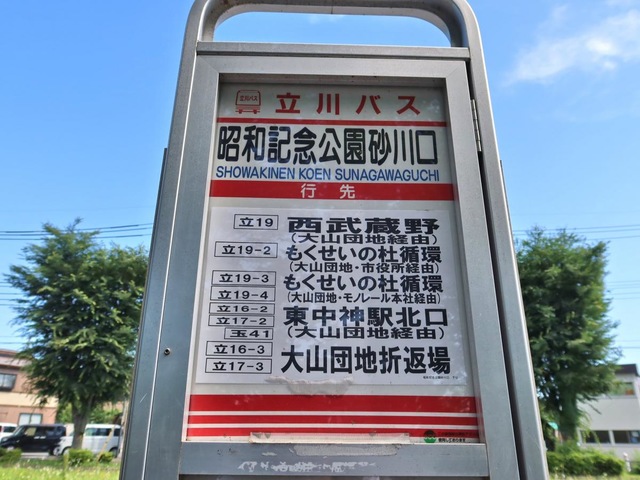 立川バス
立川バス
昭和記念公園砂川口
SHOWAKINEN KOEN SUNAGAWAGUCHI
行先
立19 西武蔵野
(大山団地経由)
立19-2 もくせいの杜循環
(大山団地・市役所経由)
立19-3 もくせいの杜循環
立19-4 (大山団地・モノレール本社経由)
立16-2
立17-2 東中神駅北口
玉41 (大山団地経由)
立16-3 大山団地折返場
立17-3